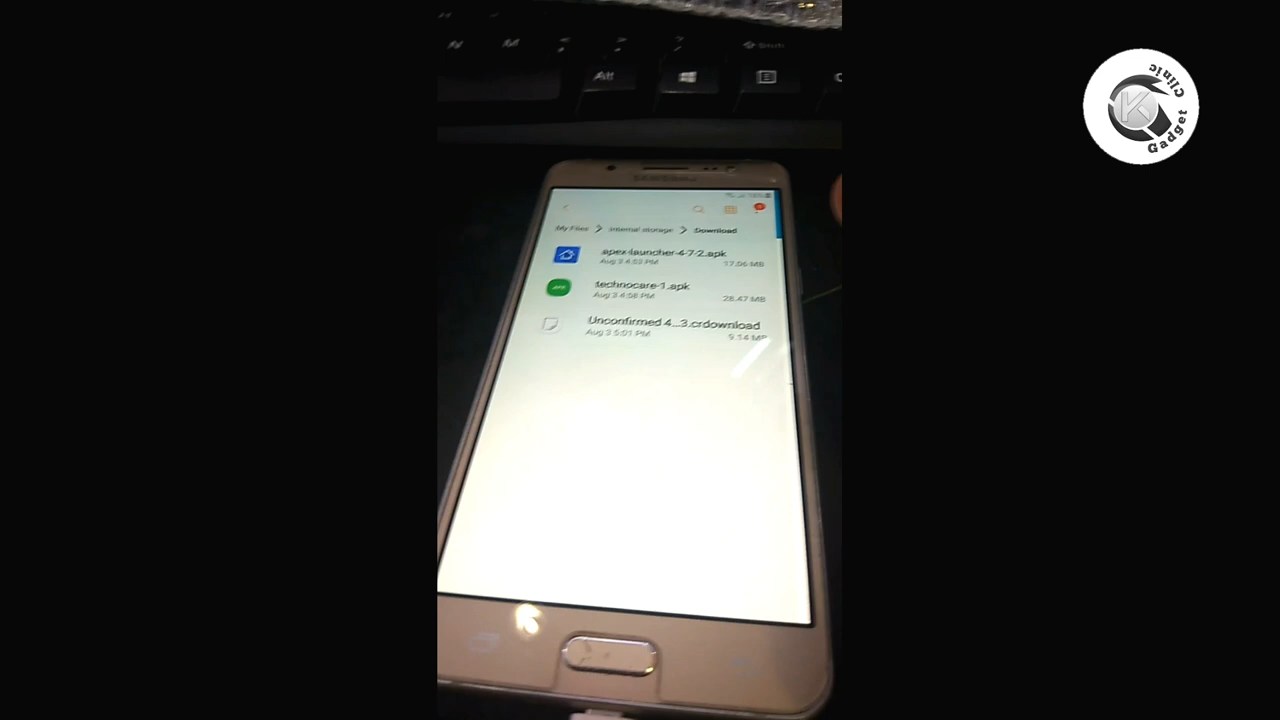 N M
Shift
Alt
Gadget Clinic
K
SAMSUNG
My Files > Internal storage > Download
apex-launcher-4-7-2.apk
Aug 3 4:53 PM 17.06 MB
technocare-1.apk
Aug 3 4:58 PM 28.47 MB
Unconfirmed 4...3.crdownload
Aug 3 5:01 PM 9.14 MB